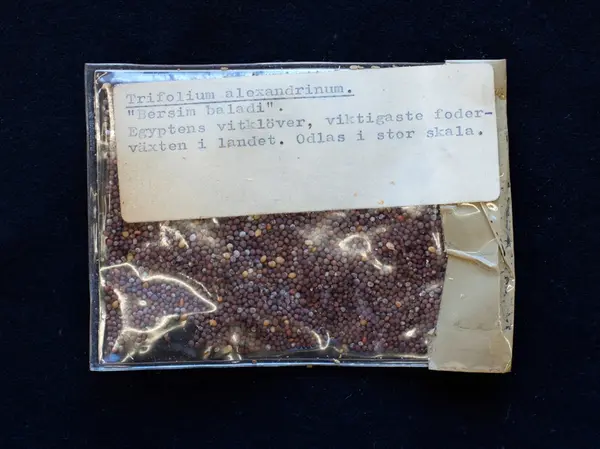 Trifolium alexandrinum.
"Bersim baladi".
Egyptens vitklöver, viktigaste foder-
växten i landet. Odlas i stor skala.